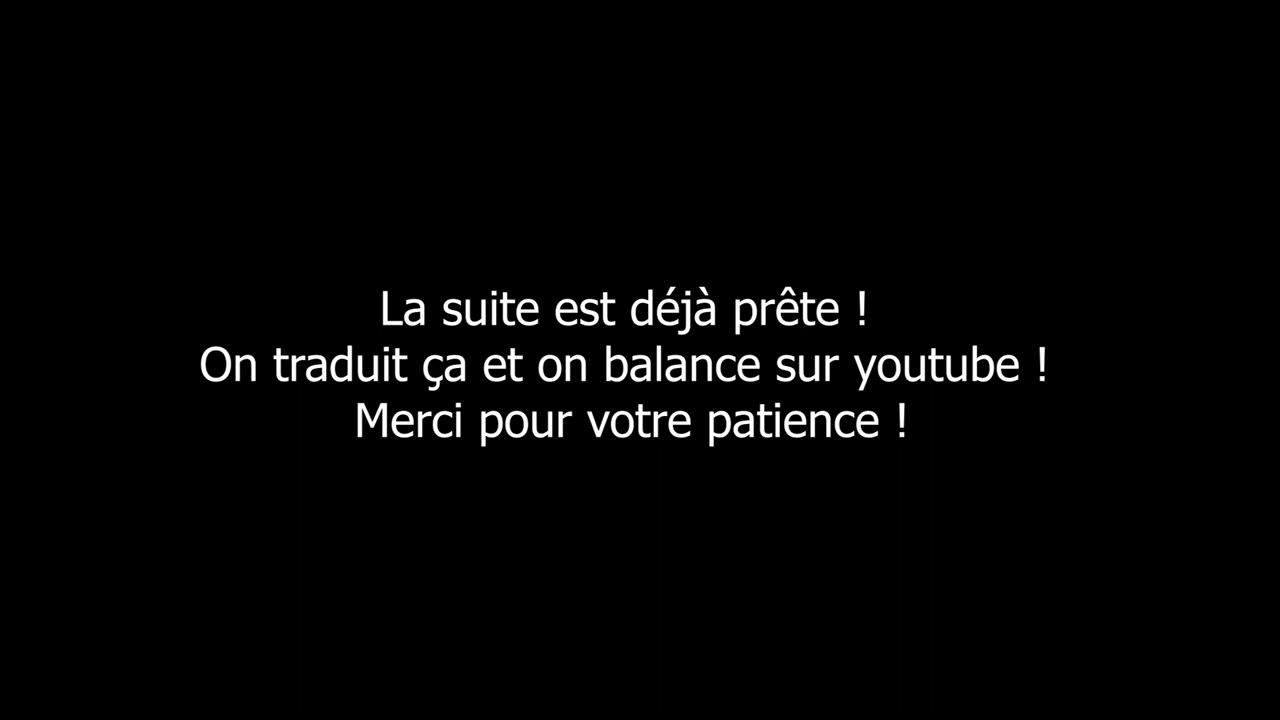 La suite est déjà prête !
On traduit ça et on balance sur youtube !
Merci pour votre patience !